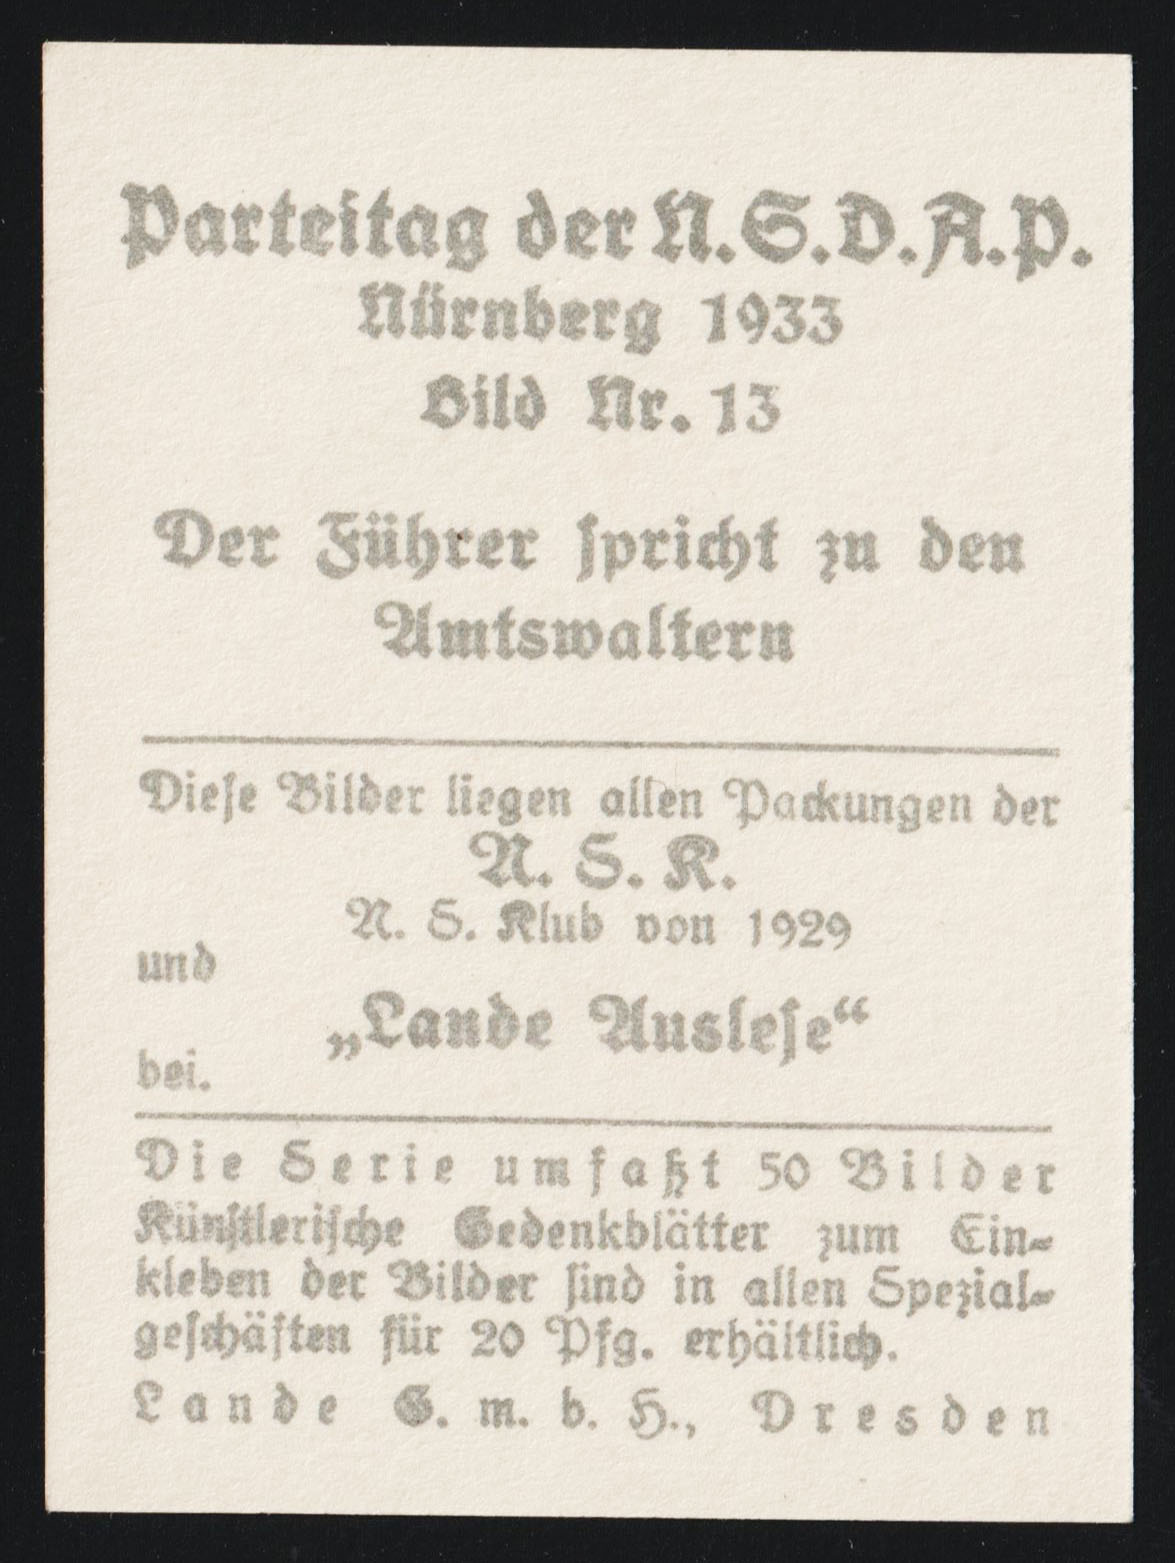 Parteitag der N.S.D.A.P.
Nürnberg 1933
Bild Nr. 13
Der Führer spricht zu den
Amtswaltern
Diese Bilder liegen allen Packungen der
N. S. K.
N. S. Klub von 1929
und
„Lande Auslese“
bei.
Die Serie umfaßt 50 Bilder
Künstlerische Gedenkblätter zum Ein-
kleben der Bilder sind in allen Spezial-
geschäften für 20 Pfg. erhältlich.
Lande G. m. b. H., Dresden